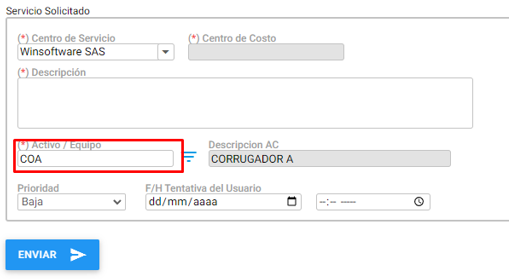 Servicio Solicitado
(*) Centro de Servicio (*) Centro de Costo
Winsoftware SAS
(*) Descripción
(*) Activo / Equipo Descripcion AC
COA CORRUGADOR A
Prioridad F/H Tentativa del Usuario
Baja dd/mm/aaaa --:-- -----
ENVIAR